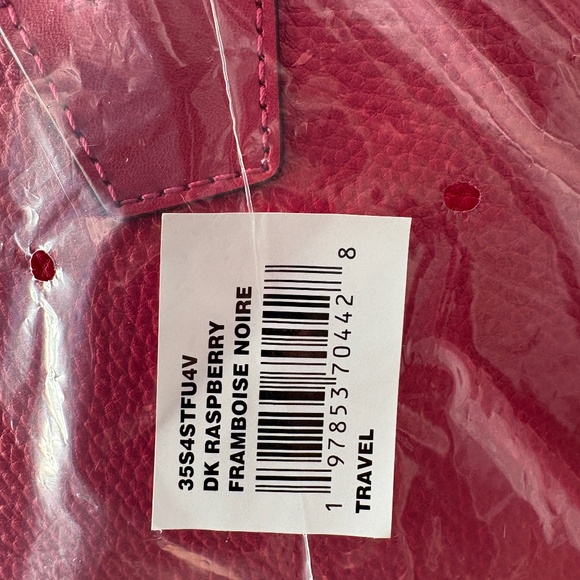 35S4STFU4V
DK RASPBERRY
FRAMBOISE NOIRE
1 97853 70442 8
TRAVEL